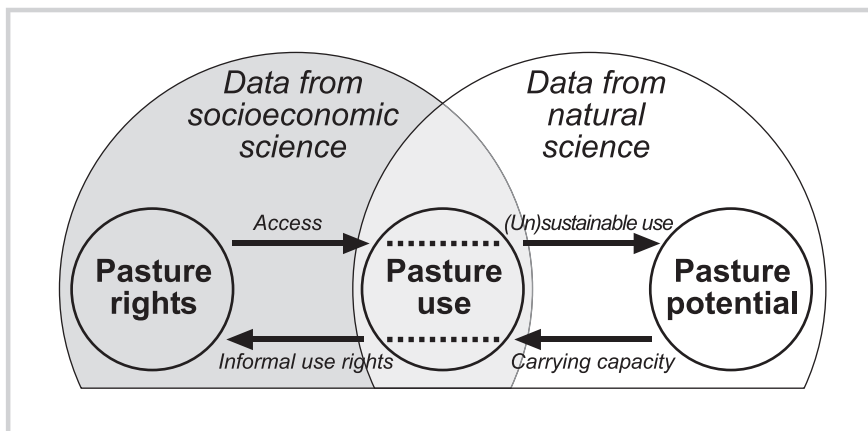 Data from
socioeconomic
science
Data from
natural
science
Access
(Un)sustainable use
Pasture
rights
Pasture
use
Pasture
potential
Informal use rights
Carrying capacity